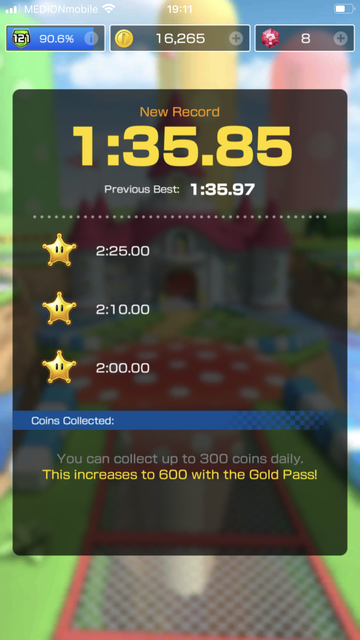 MEDIONmobile 19:11
121 90.6% i 16,265 + 8 +
New Record
1:35.85
Previous Best: 1:35.97
2:25.00
2:10.00
2:00.00
Coins Collected:
You can collect up to 300 coins daily.
This increases to 600 with the Gold Pass!